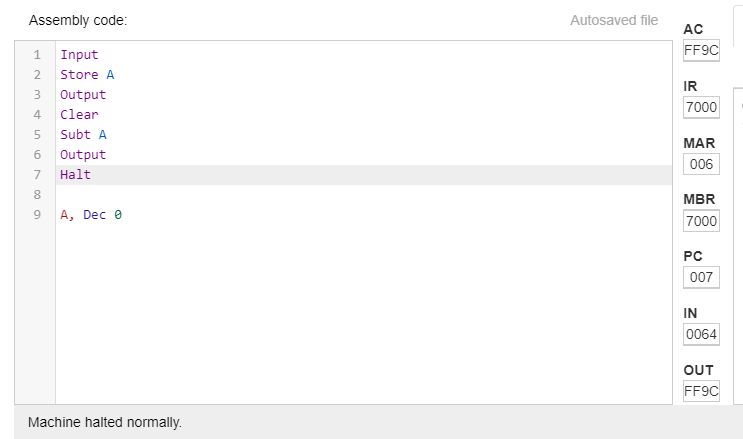 Assembly code:
Autosaved file
1 Input
2 Store A
3 Output
4 Clear
5 Subt A
6 Output
7 Halt
8
9 A, Dec 0
AC
FF9C
IR
7000
MAR
006
MBR
7000
PC
007
IN
0064
OUT
FF9C
Machine halted normally.